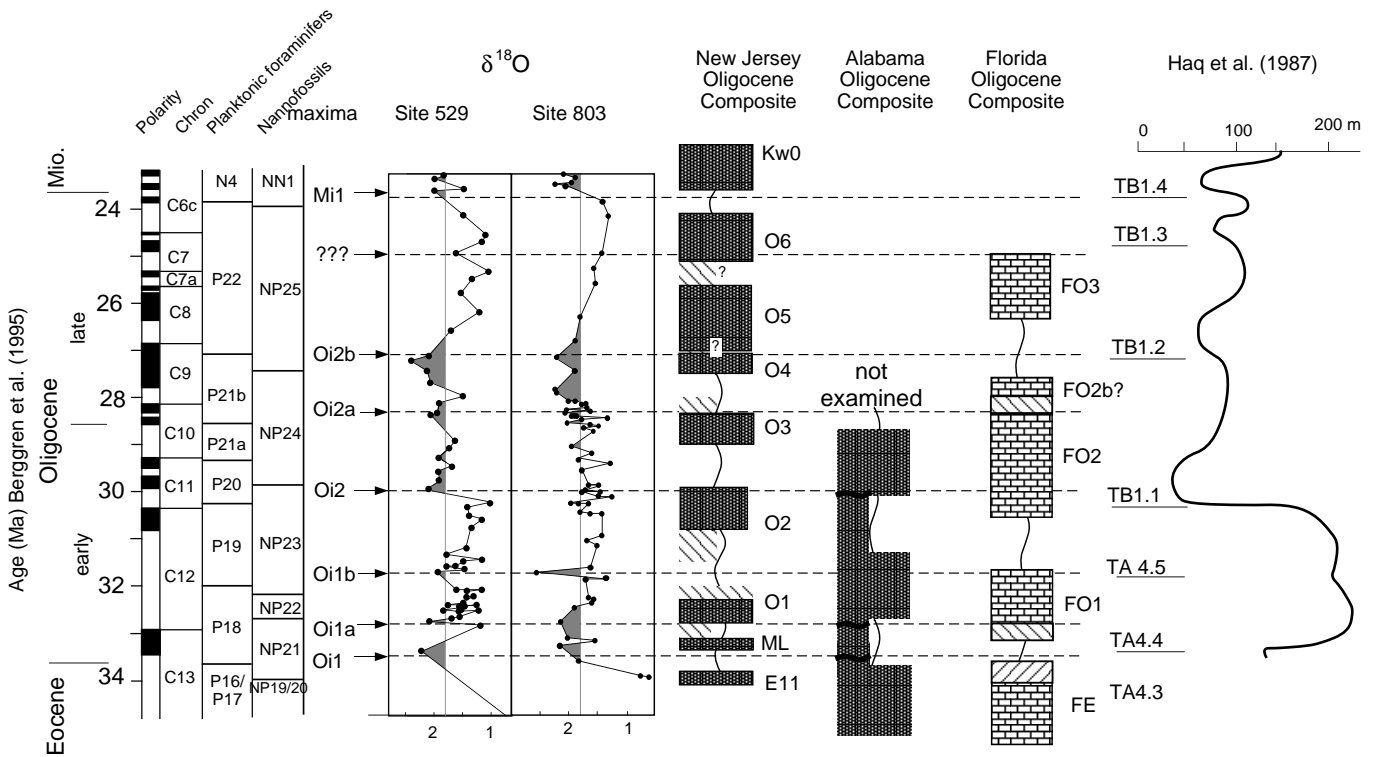 Age (Ma) Berggren et al. (1995)
Mio.
Oligocene
late
early
Eocene
24
26
28
30
32
34
Polarity
Chron
Planktonic foraminifers
Nannofossils
C6c
C7
C7a
C8
C9
C10
C11
C12
C13
N4
P22
P21b
P21a
P20
P19
P18
P16/
P17
NN1
NP25
NP24
NP23
NP22
NP21
NP19/20
maxima
Mi1
???
Oi2b
Oi2a
Oi2
Oi1b
Oi1a
Oi1
δ18O
Site 529
Site 803
2
1
2
1
New Jersey
Oligocene
Composite
Kw0
O6
?
O5
?
O4
O3
O2
O1
ML
E11
Alabama
Oligocene
Composite
not
examined
Florida
Oligocene
Composite
FO3
FO2b?
FO2
FO1
FE
Haq et al. (1987)
0
100
200 m
TB1.4
TB1.3
TB1.2
TB1.1
TA 4.5
TA4.4
TA4.3